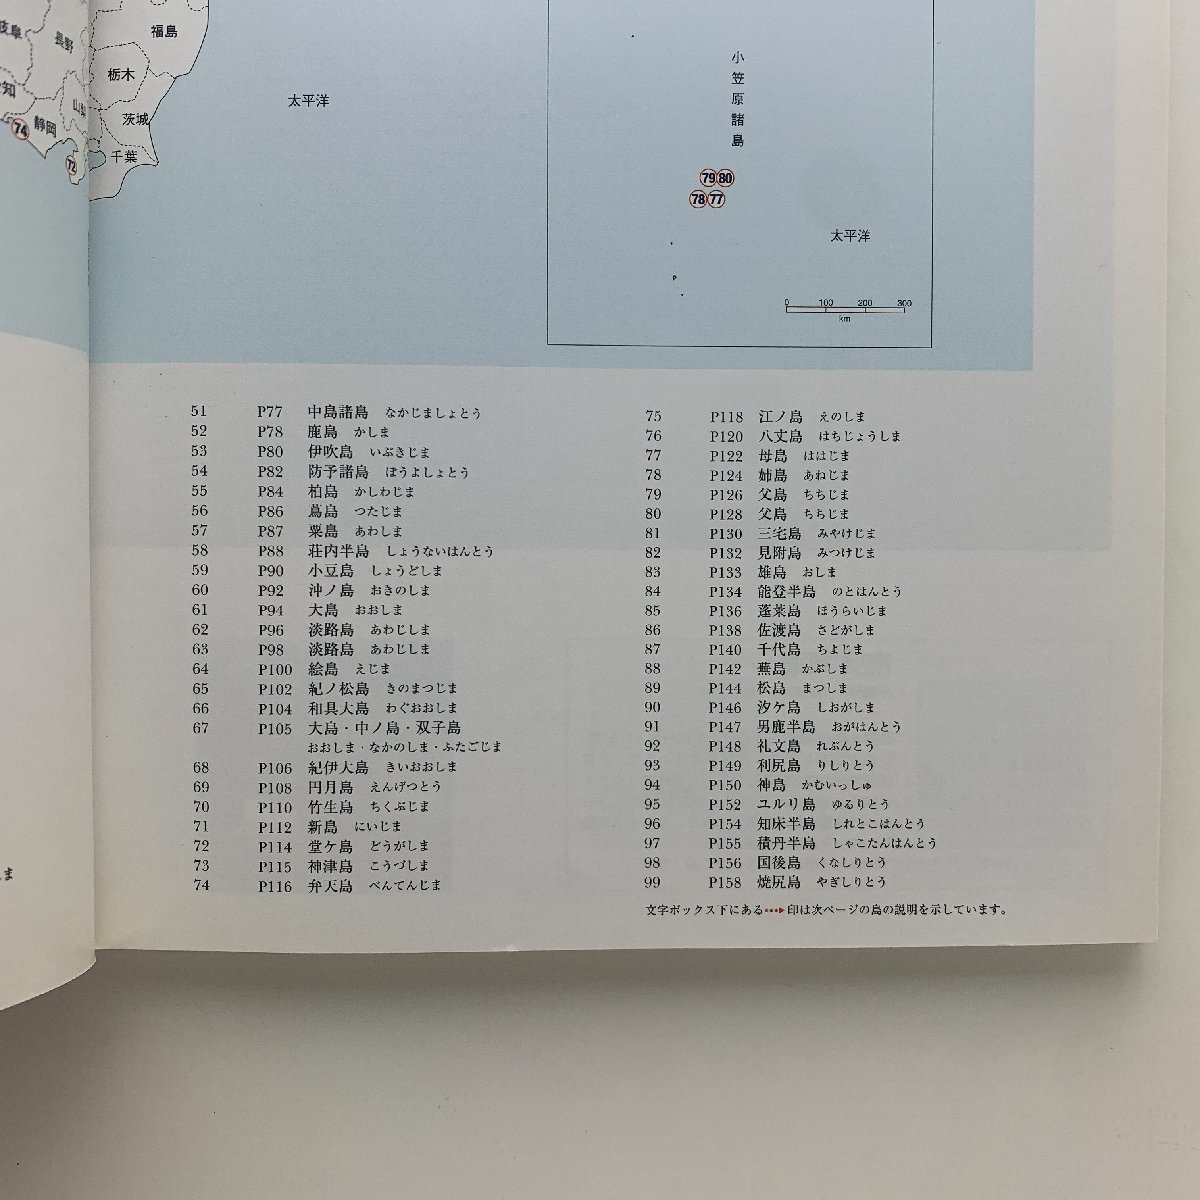 福島
岐阜
長野
栃木
太平洋
山梨
茨城
静岡
74
千葉
72
小笠原諸島
79 80
78 77
太平洋
0 100 200 300
km
51 P77 中島諸島 なかじましょとう
52 P78 鹿島 かしま
53 P80 伊吹島 いぶきじま
54 P82 防予諸島 ぼうよしょとう
55 P84 柏島 かしわじま
56 P86 蔦島 つたじま
57 P87 粟島 あわしま
58 P88 荘内半島 しょうないはんとう
59 P90 小豆島 しょうどしま
60 P92 沖ノ島 おきのしま
61 P94 大島 おおしま
62 P96 淡路島 あわじしま
63 P98 淡路島 あわじしま
64 P100 絵島 えじま
65 P102 紀ノ松島 きのまつじま
66 P104 和具大島 わぐおおしま
67 P105 大島・中ノ島・双子島
おおしま・なかのしま・ふたごじま
68 P106 紀伊大島 きいおおしま
69 P108 円月島 えんげつとう
70 P110 竹生島 ちくぶじま
71 P112 新島 にいじま
72 P114 堂ケ島 どうがしま
73 P115 神津島 こうづしま
74 P116 弁天島 べんてんじま
75 P118 江ノ島 えのしま
76 P120 八丈島 はちじょうしま
77 P122 母島 ははじま
78 P124 姉島 あねじま
79 P126 父島 ちちじま
80 P128 父島 ちちじま
81 P130 三宅島 みやけじま
82 P132 見附島 みつけじま
83 P133 雄島 おしま
84 P134 能登半島 のとはんとう
85 P136 蓬莱島 ほうらいじま
86 P138 佐渡島 さどがしま
87 P140 千代島 ちよじま
88 P142 蕪島 かぶしま
89 P144 松島 まつしま
90 P146 汐ケ島 しおがしま
91 P147 男鹿半島 おがはんとう
92 P148 礼文島 れぶんとう
93 P149 利尻島 りしりとう
94 P150 神島 かむいっしゅ
95 P152 ユルリ島 ゆるりとう
96 P154 知床半島 しれとこはんとう
97 P155 積丹半島 しゃこたんはんとう
98 P156 国後島 くなしりとう
99 P158 焼尻島 やぎしりとう
文字ボックス下にある•••▶印は次ページの島の説明を示しています。